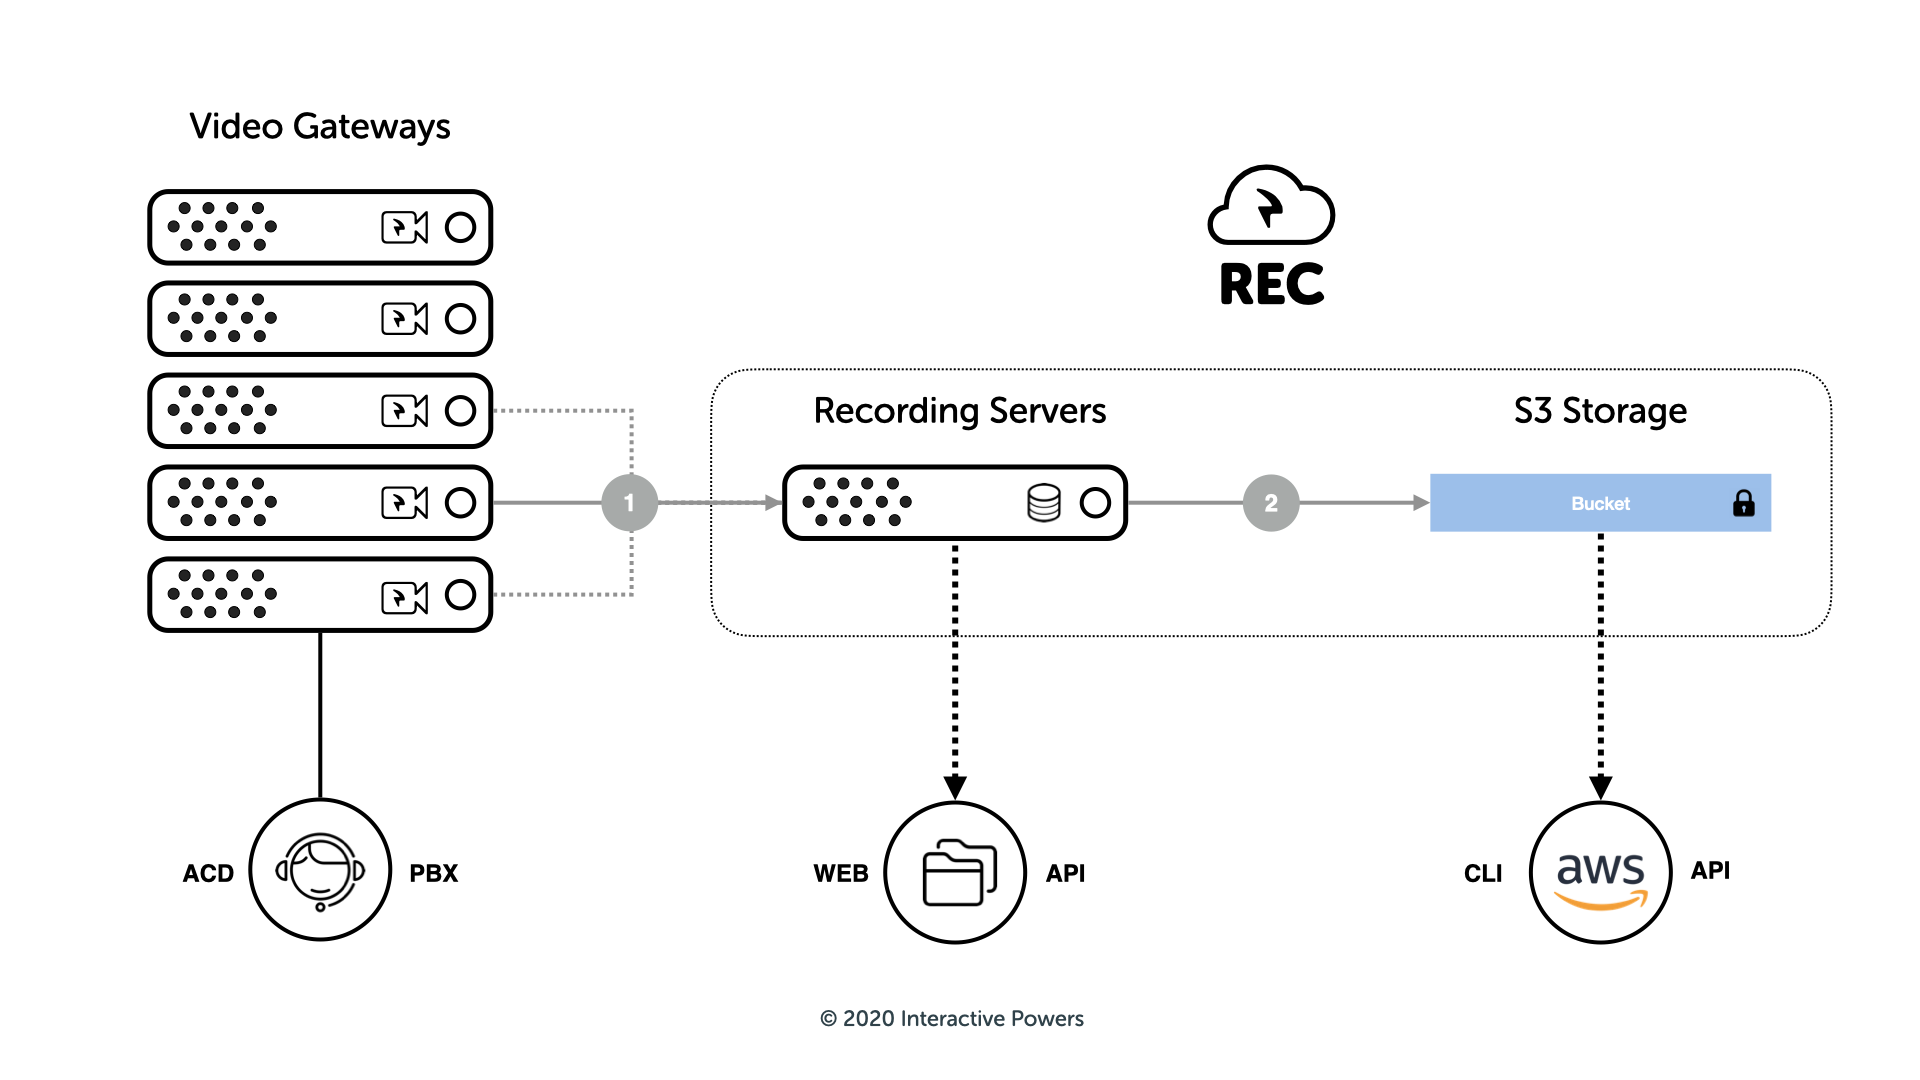 Video Gateways
REC
Recording Servers
S3 Storage
1
2
Bucket
ACD
PBX
WEB
API
CLI
aws
API
© 2020 Interactive Powers